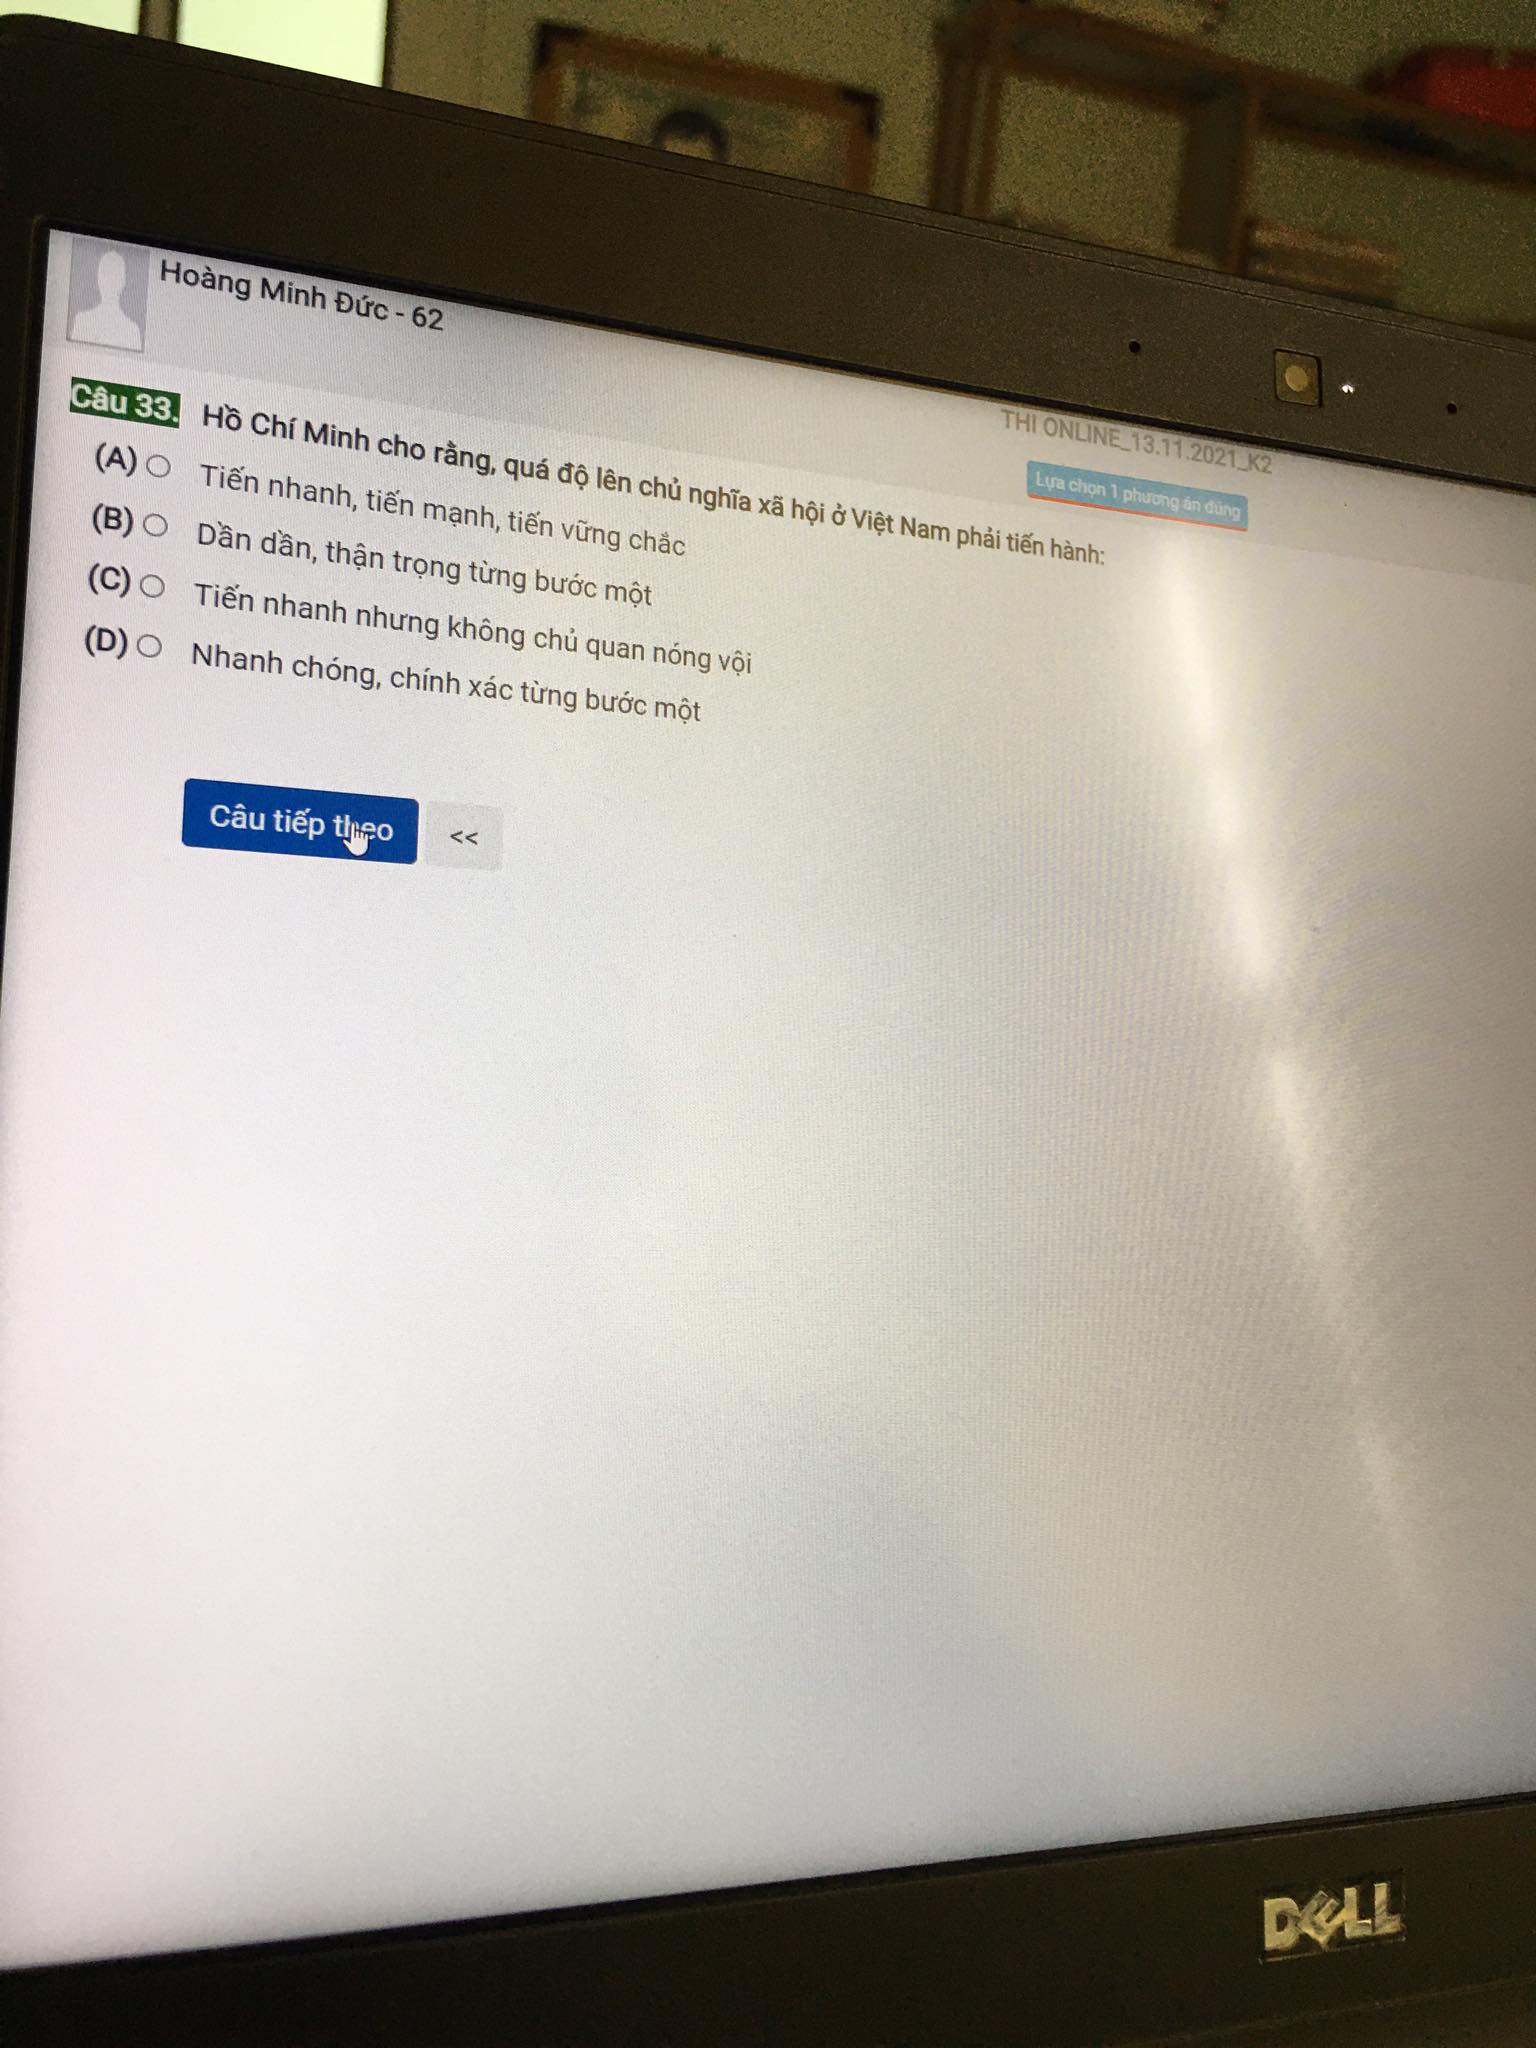 Hoàng Minh Đức - 62
THI ONLINE_13.11.2021_K2
Lựa chọn 1 phương án đúng
Câu 33. Hồ Chí Minh cho rằng, quá độ lên chủ nghĩa xã hội ở Việt Nam phải tiến hành:
(A) Tiến nhanh, tiến mạnh, tiến vững chắc
(B) Dần dần, thận trọng từng bước một
(C) Tiến nhanh nhưng không chủ quan nóng vội
(D) Nhanh chóng, chính xác từng bước một
Câu tiếp theo <<
DELL